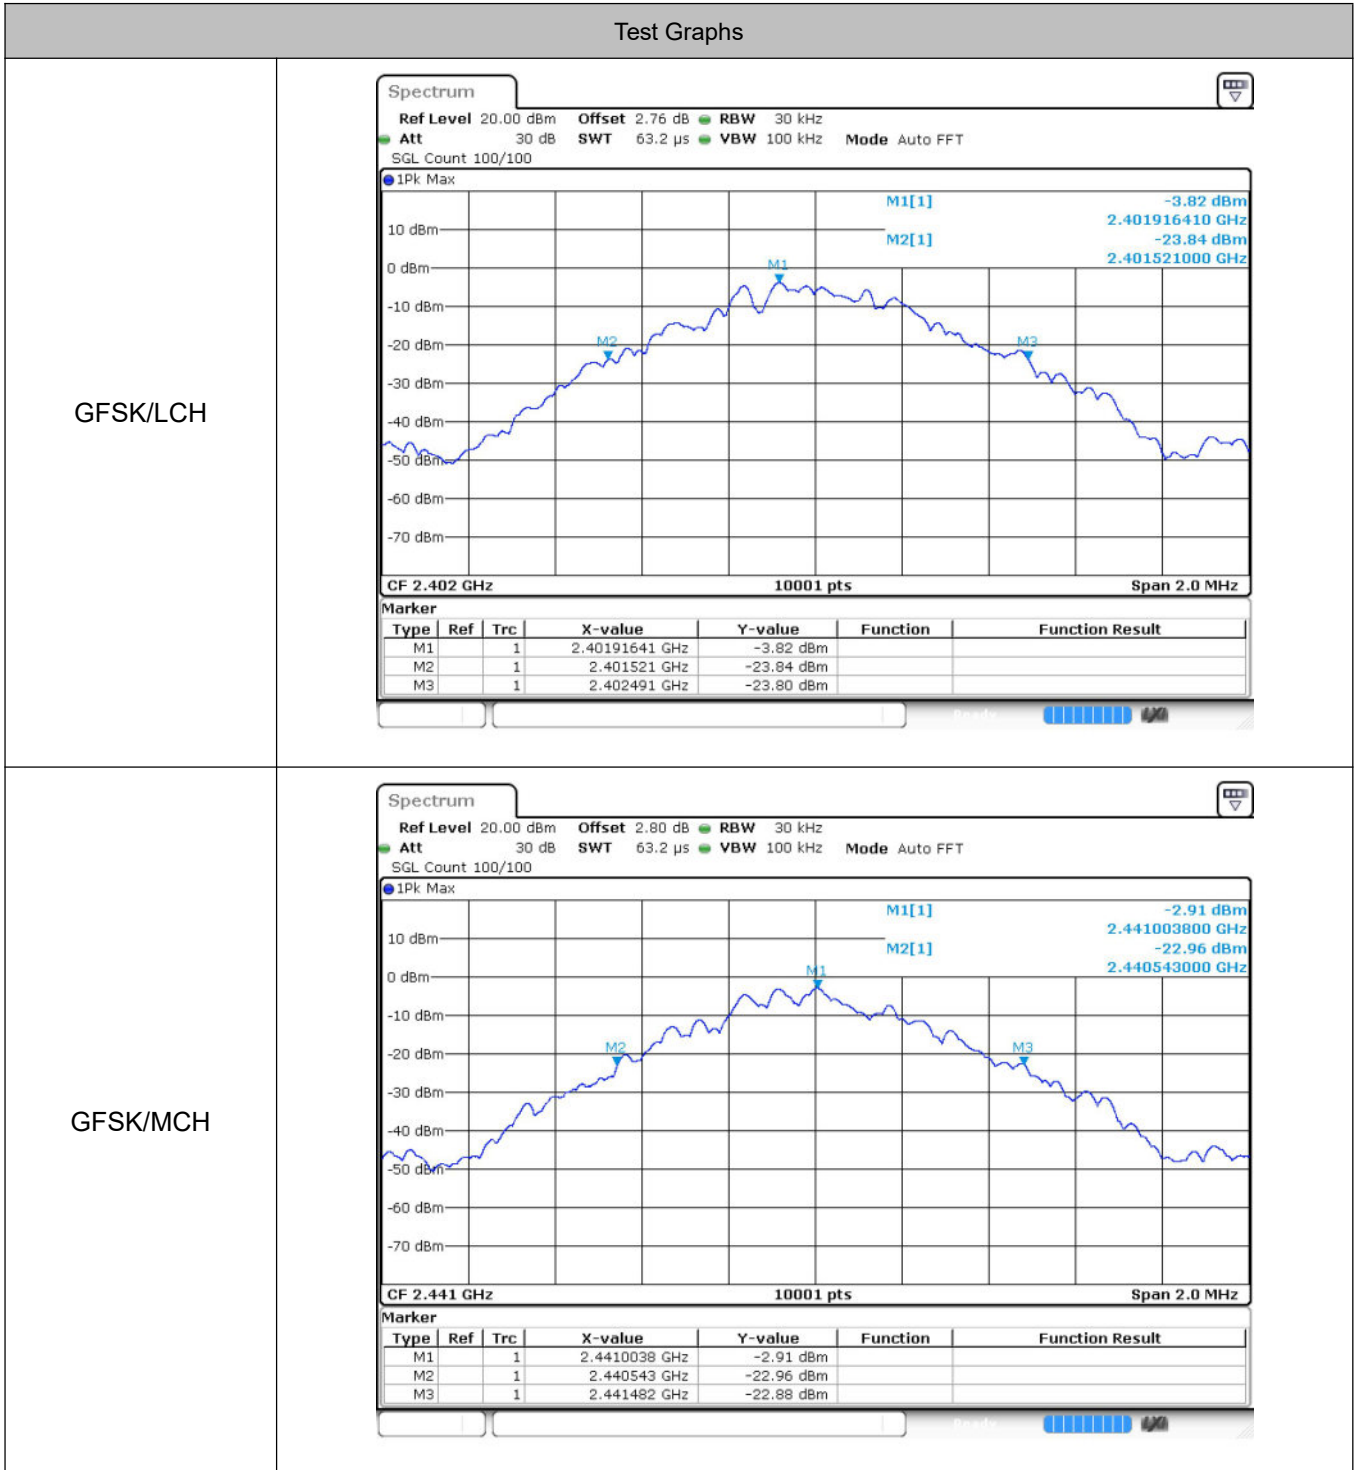 Test Graphs
GFSK/LCH
Spectrum
Ref Level 20.00 dBm Offset 2.76 dB RBW 30 kHz
Att 30 dB SWT 63.2 µs VBW 100 kHz Mode Auto FFT
SGL Count 100/100
1Pk Max
M1[1] -3.82 dBm
2.401916410 GHz
M2[1] -23.84 dBm
2.401521000 GHz
10 dBm
0 dBm
-10 dBm
-20 dBm
-30 dBm
-40 dBm
-50 dBm
-60 dBm
-70 dBm
M1
M2
M3
CF 2.402 GHz 10001 pts Span 2.0 MHz
Marker
Type Ref Trc X-value Y-value Function Function Result
M1 1 2.40191641 GHz -3.82 dBm
M2 1 2.401521 GHz -23.84 dBm
M3 1 2.402491 GHz -23.80 dBm
Ready
LXI
GFSK/MCH
Spectrum
Ref Level 20.00 dBm Offset 2.80 dB RBW 30 kHz
Att 30 dB SWT 63.2 µs VBW 100 kHz Mode Auto FFT
SGL Count 100/100
1Pk Max
M1[1] -2.91 dBm
2.441003800 GHz
M2[1] -22.96 dBm
2.440543000 GHz
10 dBm
0 dBm
-10 dBm
-20 dBm
-30 dBm
-40 dBm
-50 dBm
-60 dBm
-70 dBm
M1
M2
M3
CF 2.441 GHz 10001 pts Span 2.0 MHz
Marker
Type Ref Trc X-value Y-value Function Function Result
M1 1 2.4410038 GHz -2.91 dBm
M2 1 2.440543 GHz -22.96 dBm
M3 1 2.441482 GHz -22.88 dBm
Ready
LXI